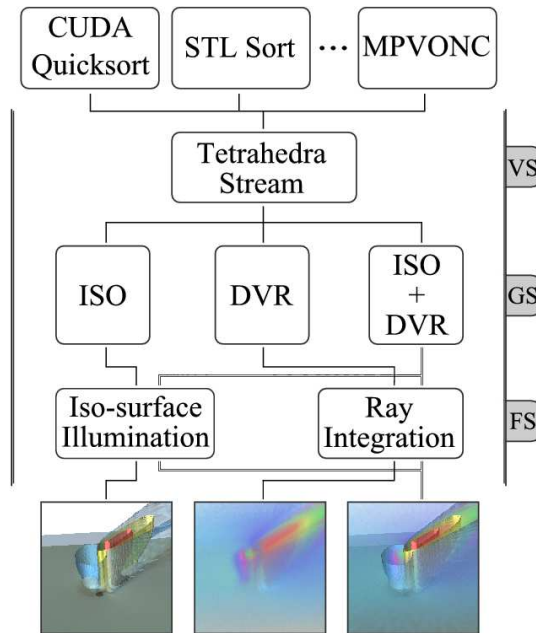 CUDA
Quicksort
STL Sort
...
MPVONC
Tetrahedra
Stream
VS
ISO
DVR
ISO
+
DVR
GS
Iso-surface
Illumination
Ray
Integration
FS